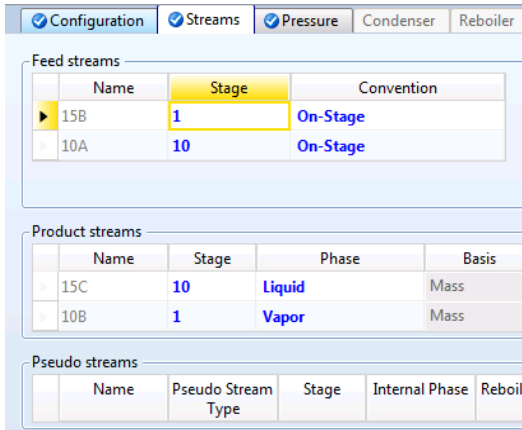 Configuration Streams Pressure Condenser Reboiler
Feed streams
Name Stage Convention
15B 1 On-Stage
10A 10 On-Stage
Product streams
Name Stage Phase Basis
15C 10 Liquid Mass
10B 1 Vapor Mass
Pseudo streams
Name Pseudo Stream Stage Internal Phase Reboil
Type